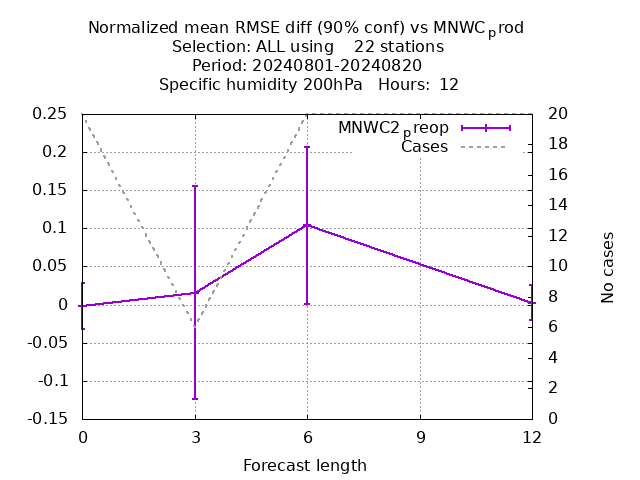 Normalized mean RMSE diff (90% conf) vs MNWCprod
Selection: ALL using 22 stations
Period: 20240801-20240820
Specific humidity 200hPa Hours: 12
MNWC2preop
Cases
0.25
0.2
0.15
0.1
0.05
0
-0.05
-0.1
-0.15
20
18
16
14
12
10
8
6
4
2
0
No cases
0 3 6 9 12
Forecast length